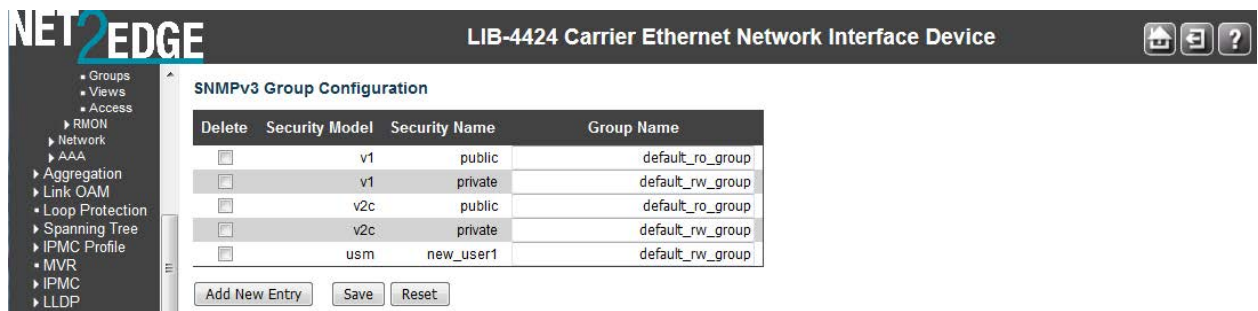 NET2EDGE
LIB-4424 Carrier Ethernet Network Interface Device
?
Groups
Views
Access
RMON
Network
AAA
Aggregation
Link OAM
Loop Protection
Spanning Tree
IPMC Profile
MVR
IPMC
LLDP
SNMPv3 Group Configuration
Delete Security Model Security Name Group Name
v1 public default_ro_group
v1 private default_rw_group
v2c public default_ro_group
v2c private default_rw_group
usm new_user1 default_rw_group
Add New Entry Save Reset